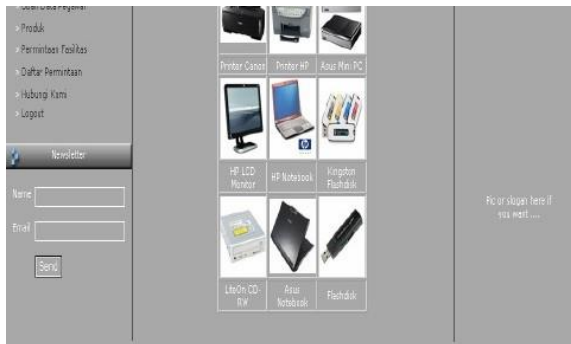 Produk
Permintaan Fasilitas
Daftar Permintaan
Hubungi Kami
Logout
Newsletter
Name
Email
Send
Printer Canon
Printer HP
Asus Mini PC
HP LCD Monitor
HP Notebook
Kingston Flashdisk
LiteOn CD-RW
Asus Notebook
Flashdisk
Pic or slogan here if
you want ....